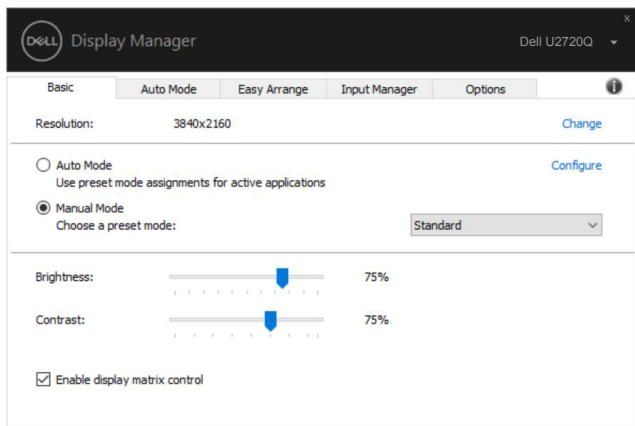 x
DELL Display Manager
Dell U2720Q
Basic Auto Mode Easy Arrange Input Manager Options i
Resolution: 3840x2160 Change
Auto Mode Configure
Use preset mode assignments for active applications
Manual Mode
Choose a preset mode: Standard
Brightness: 75%
Contrast: 75%
Enable display matrix control